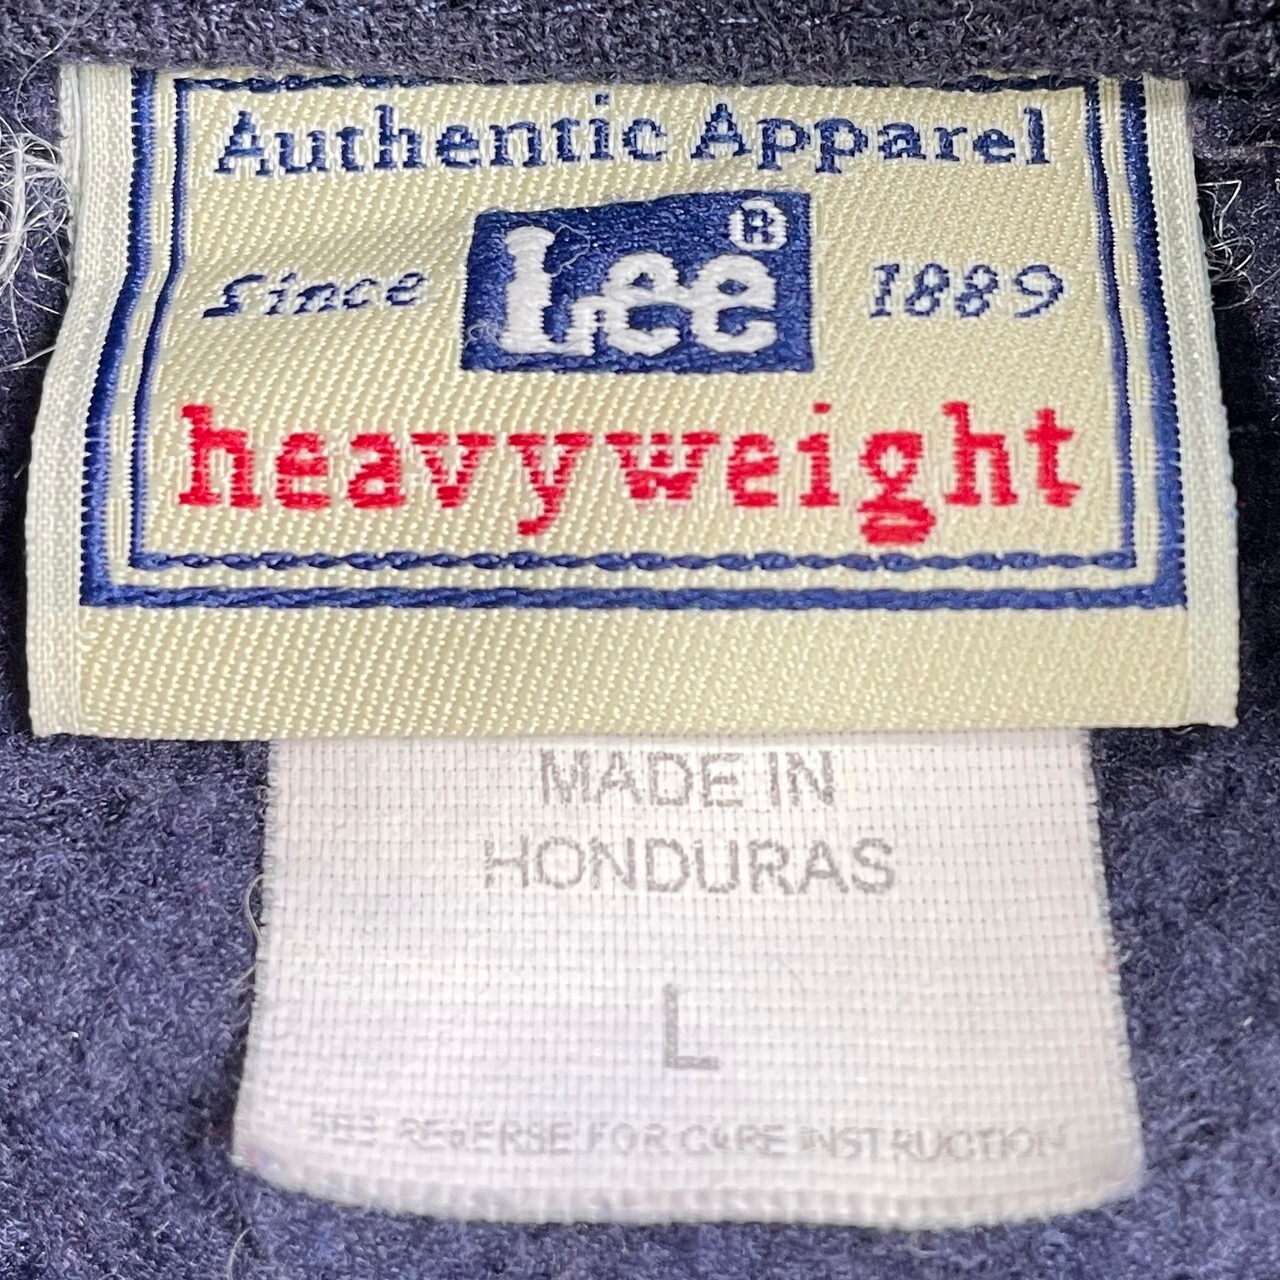 Authentic Apparel
Since Lee® 1889
heavyweight
MADE IN
HONDURAS
L
SEE REVERSE FOR CARE INSTRUCTION